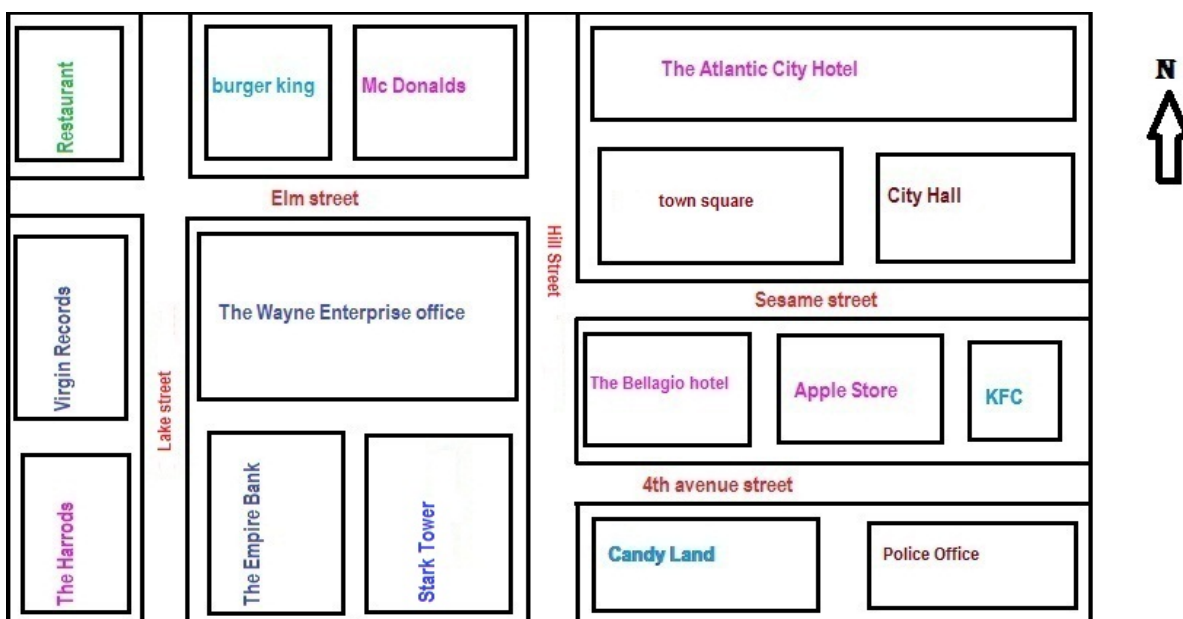 Restaurant
burger king
Mc Donalds
The Atlantic City Hotel
N
Elm street
town square
City Hall
Hill Street
Virgin Records
The Wayne Enterprise office
Sesame street
Lake street
The Bellagio hotel
Apple Store
KFC
4th avenue street
The Harrods
The Empire Bank
Stark Tower
Candy Land
Police Office